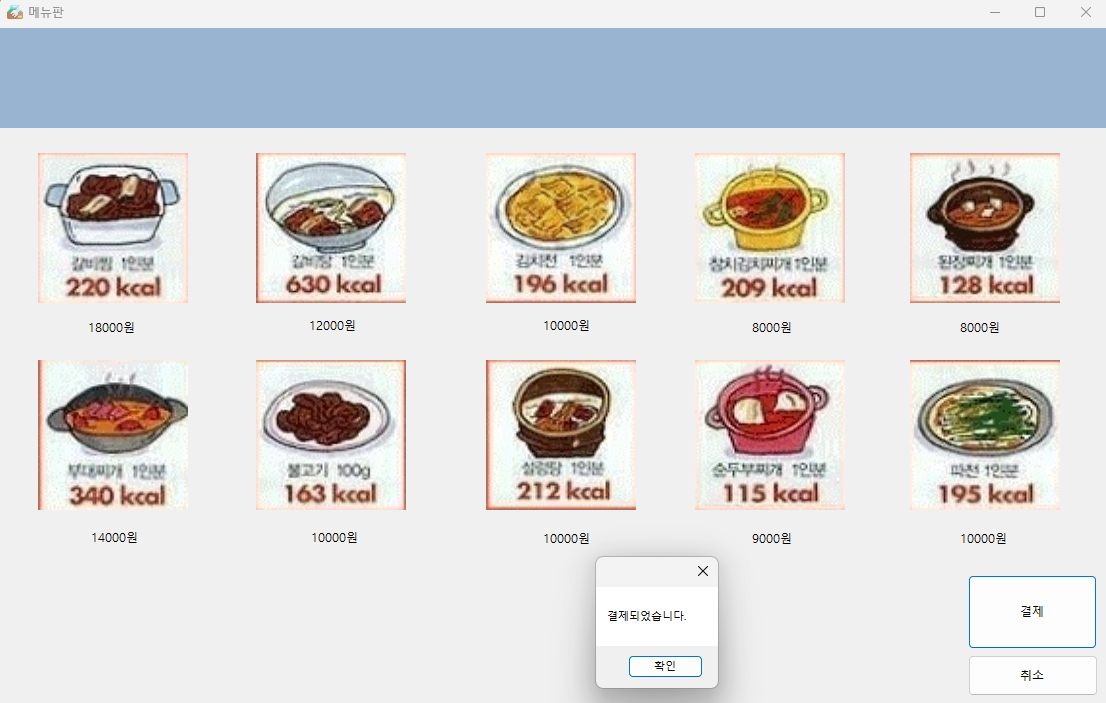 메뉴판
갈비찜 1인분
220 kcal
갈비탕 1인분
630 kcal
김치전 1인분
196 kcal
참치김치찌개 1인분
209 kcal
된장찌개 1인분
128 kcal
18000원
12000원
10000원
8000원
8000원
부대찌개 1인분
340 kcal
불고기 100g
163 kcal
설렁탕 1인분
212 kcal
순두부찌개 1인분
115 kcal
파전 1인분
195 kcal
14000원
10000원
10000원
9000원
10000원
결제되었습니다.
확인
결제
취소